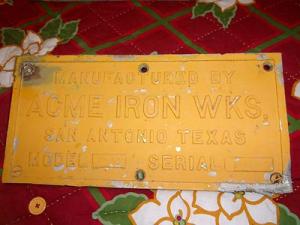 MANUFACTURED BY
ACME IRON WKS.
SAN ANTONIO TEXAS
MODEL SERIAL